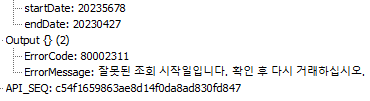 startDate: 20235678
endDate: 20230427
Output {} (2)
ErrorCode: 80002311
ErrorMessage: 잘못된 조회 시작일입니다. 확인 후 다시 거래하십시오.
API_SEQ: c54f1659863ae8d14f0da8ad830fd847